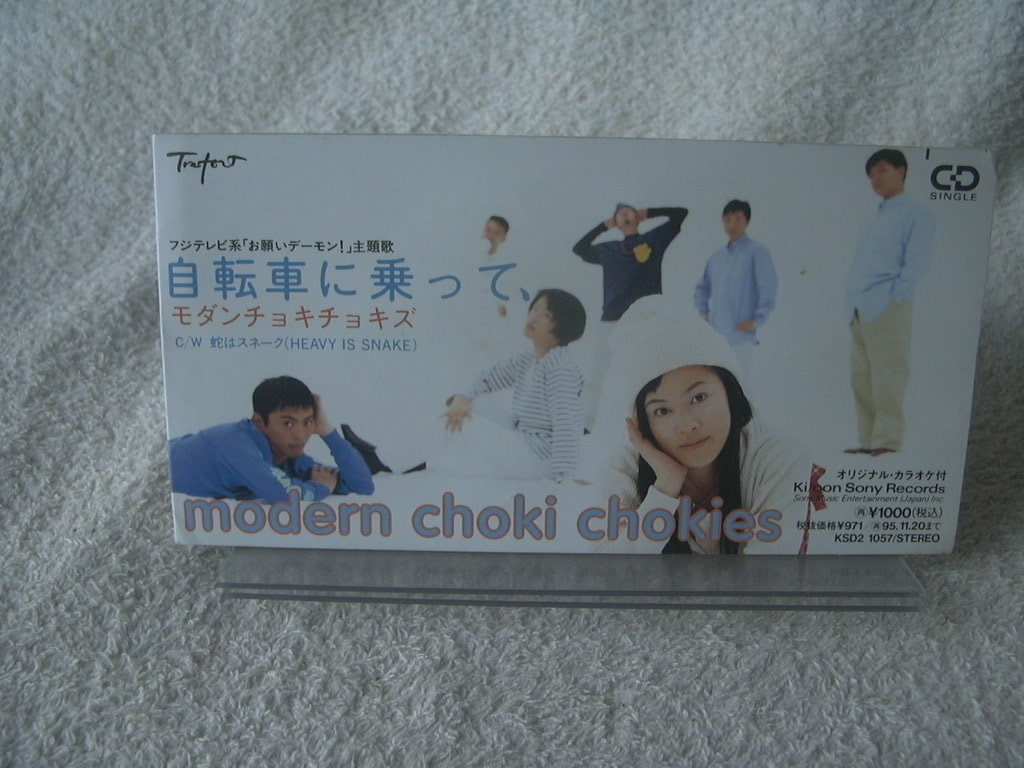 Trefort
CD
SINGLE
フジテレビ系「お願いデーモン!」主題歌
自転車に乗って、
モダンチョキチョキズ
C/W 蛇はスネーク(HEAVY IS SNAKE)
modern choki chokies
オリジナル・カラオケ付
Ki/oon Sony Records
Sony Music Entertainment (Japan) Inc.
再¥1000(税込)
税抜価格¥971/再95.11.20まで
KSD2 1057/STEREO